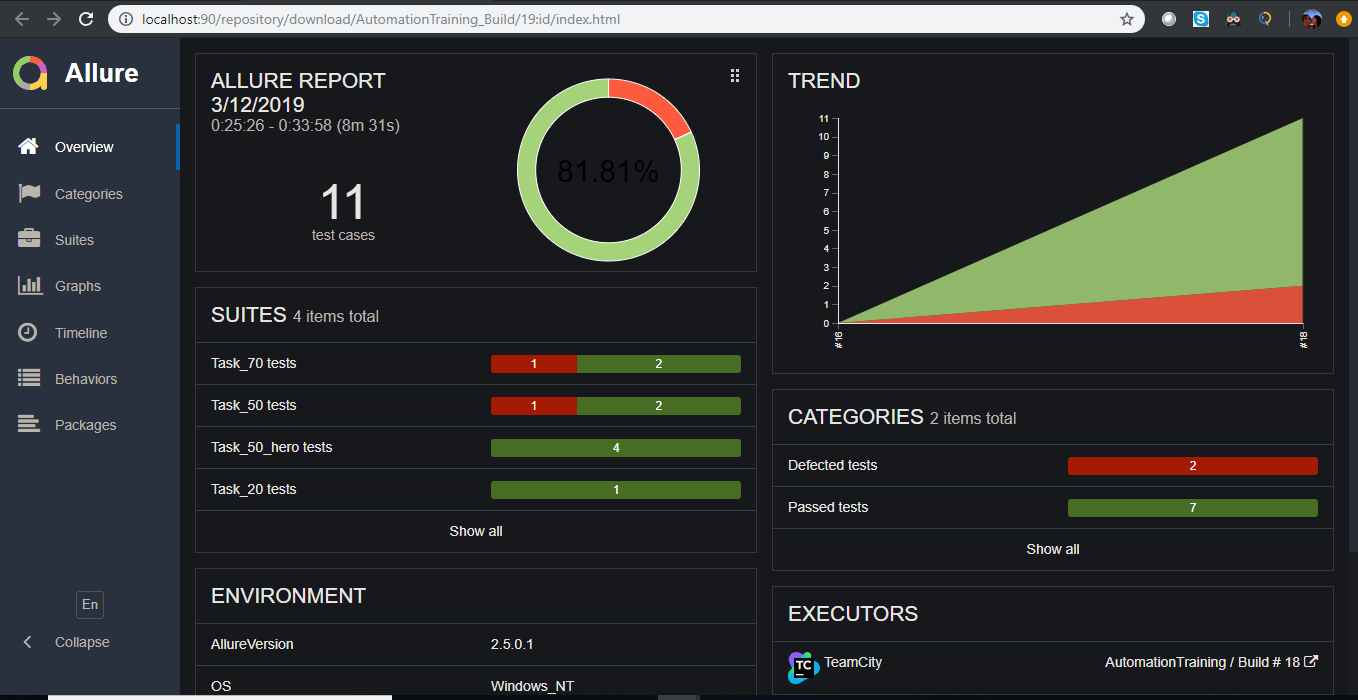 localhost:90/repository/download/AutomationTraining_Build/19:id/index.html
S
Allure
Overview
Categories
Suites
Graphs
Timeline
Behaviors
Packages
En
Collapse
ALLURE REPORT
3/12/2019
0:25:26 - 0:33:58 (8m 31s)
11
test cases
81.81%
SUITES 4 items total
Task_70 tests 1 2
Task_50 tests 1 2
Task_50_hero tests 4
Task_20 tests 1
Show all
ENVIRONMENT
AllureVersion 2.5.0.1
OS Windows_NT
TREND
11
10
9
8
7
6
5
4
3
2
1
0
#16 #18
CATEGORIES 2 items total
Defected tests 2
Passed tests 7
Show all
EXECUTORS
TC TeamCity AutomationTraining / Build # 18